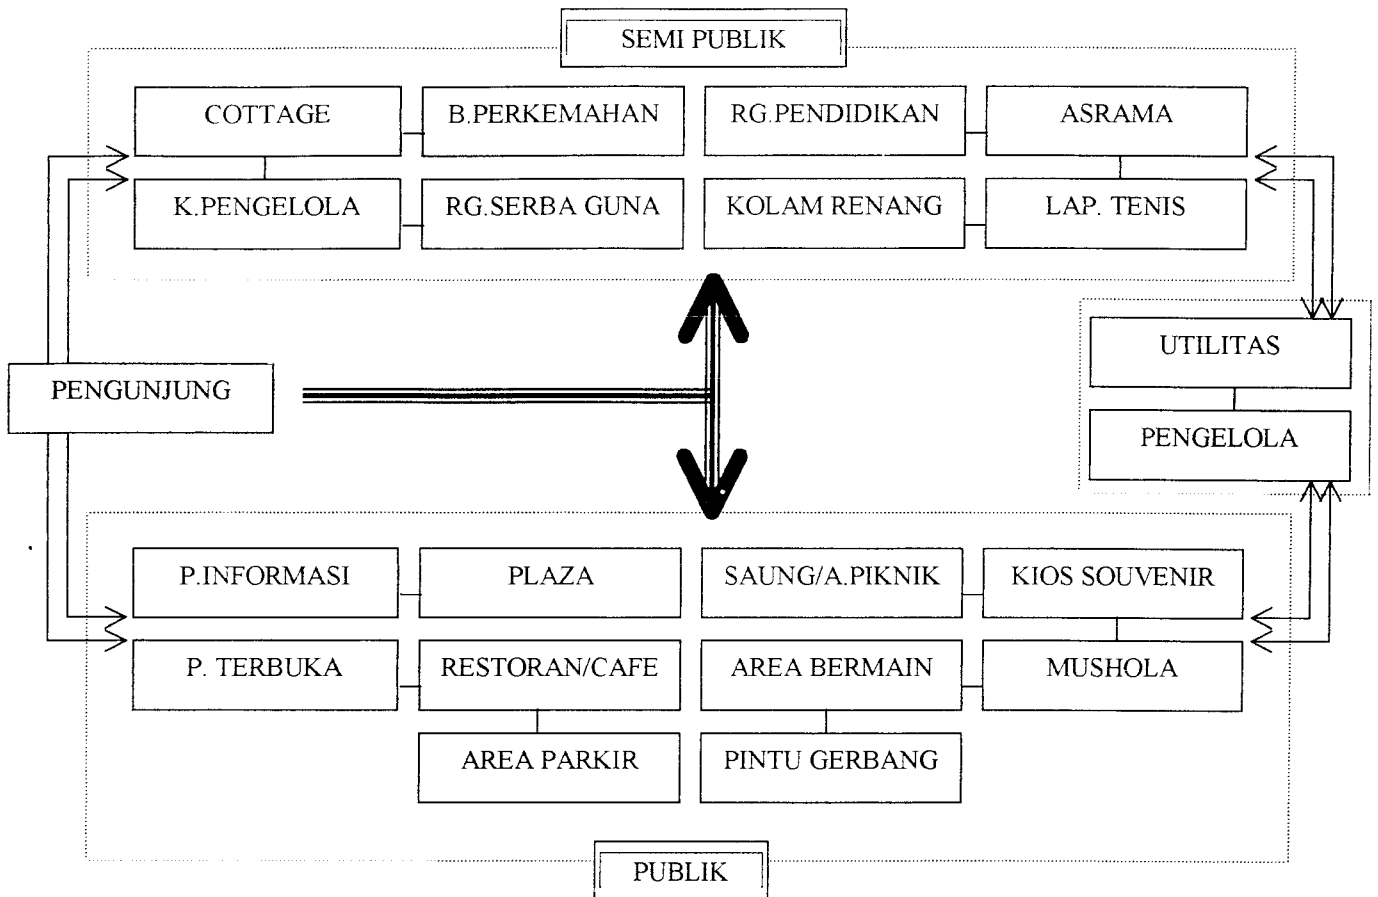 SEMI PUBLIK
COTTAGE
B.PERKEMAHAN
RG.PENDIDIKAN
ASRAMA
K.PENGELOLA
RG.SERBA GUNA
KOLAM RENANG
LAP. TENIS
UTILITAS
PENGUNJUNG
PENGELOLA
P.INFORMASI
PLAZA
SAUNG/A.PIKNIK
KIOS SOUVENIR
P. TERBUKA
RESTORAN/CAFE
AREA BERMAIN
MUSHOLA
AREA PARKIR
PINTU GERBANG
PUBLIK